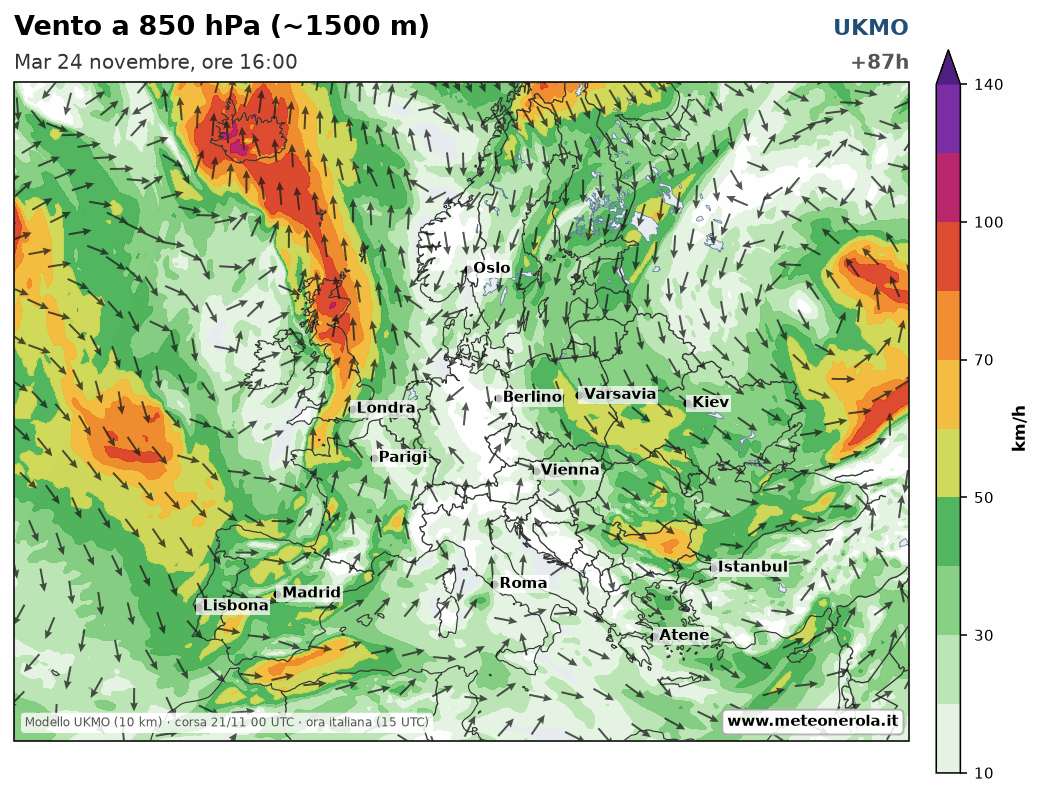 Vento a 850 hPa (~1500 m)
UKMO
Mar 24 novembre, ore 16:00
+87h
140
100
70
50
30
10
km/h
Oslo
Berlino
Varsavia
Kiev
Londra
Parigi
Vienna
Istanbul
Roma
Madrid
Lisbona
Atene
Modello UKMO (10 km) · corsa 21/11 00 UTC · ora italiana (15 UTC)
www.meteonerola.it